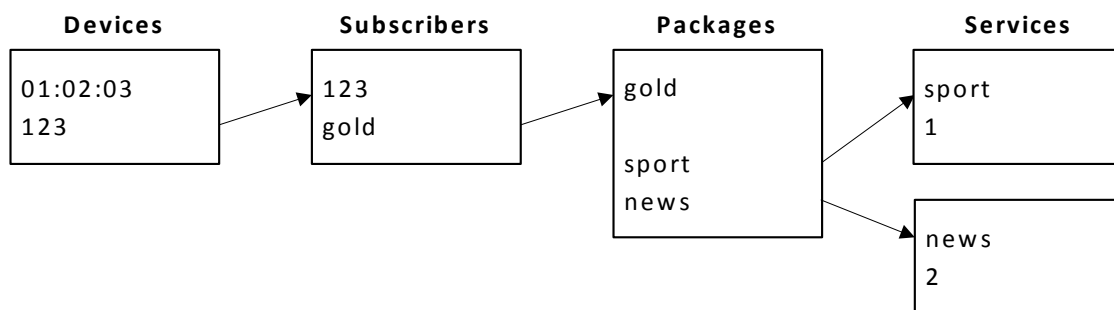 Devices
Subscribers
Packages
Services
01:02:03
123
123
gold
gold
sport
news
sport
1
news
2